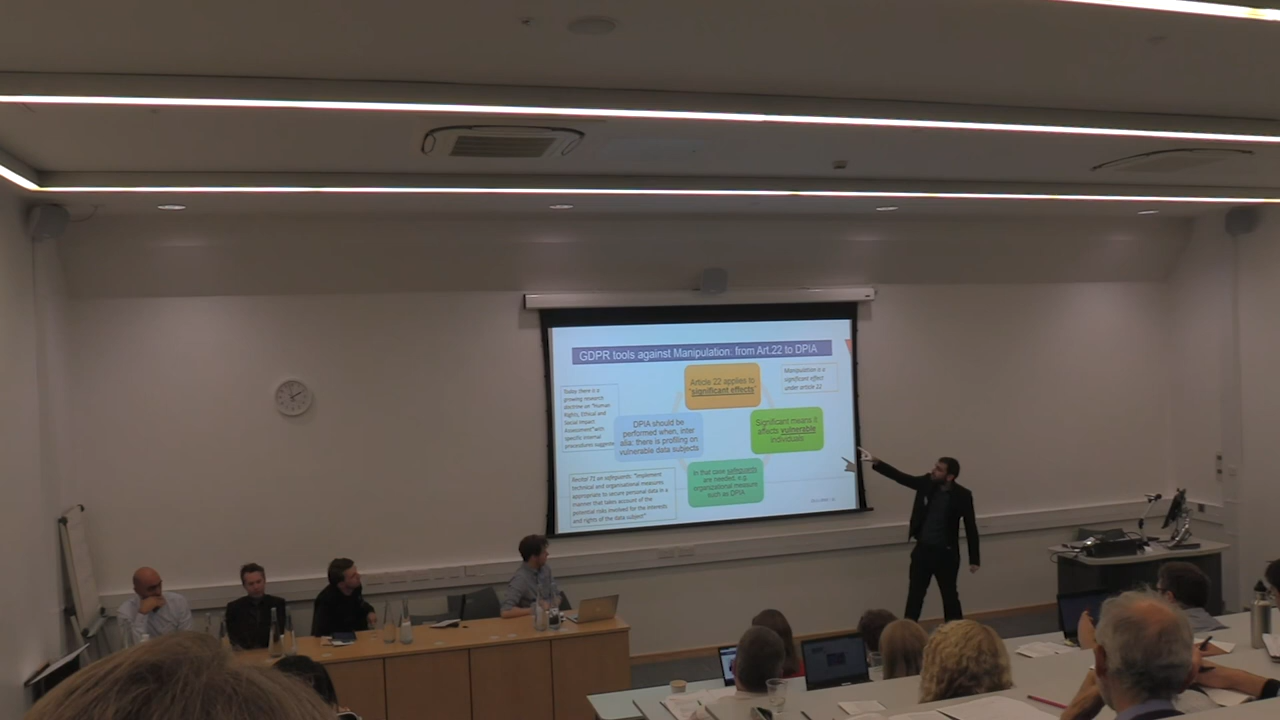 GDPR tools against Manipulation: from Art.22 to DPIA
Article 22 applies to
"significant effects"
Manipulation is a
significant effect
under article 22
Today there is a
growing research
doctrine on "Human
Rights, Ethical and
Social Impact
Assessment" with
specific internal
procedures
DPIA should be
performed when, inter
alia: there is profiling on
vulnerable data subjects
Significant means it
affects vulnerable
individuals
In that case safeguards
are needed, e.g.
organizational measure
such as DPIA
Recital 71 on safeguards: "implement
technical and organisational measures
appropriate to secure personal data in a
manner that takes account of the
potential risks involved for the interests
and rights of the data subject"